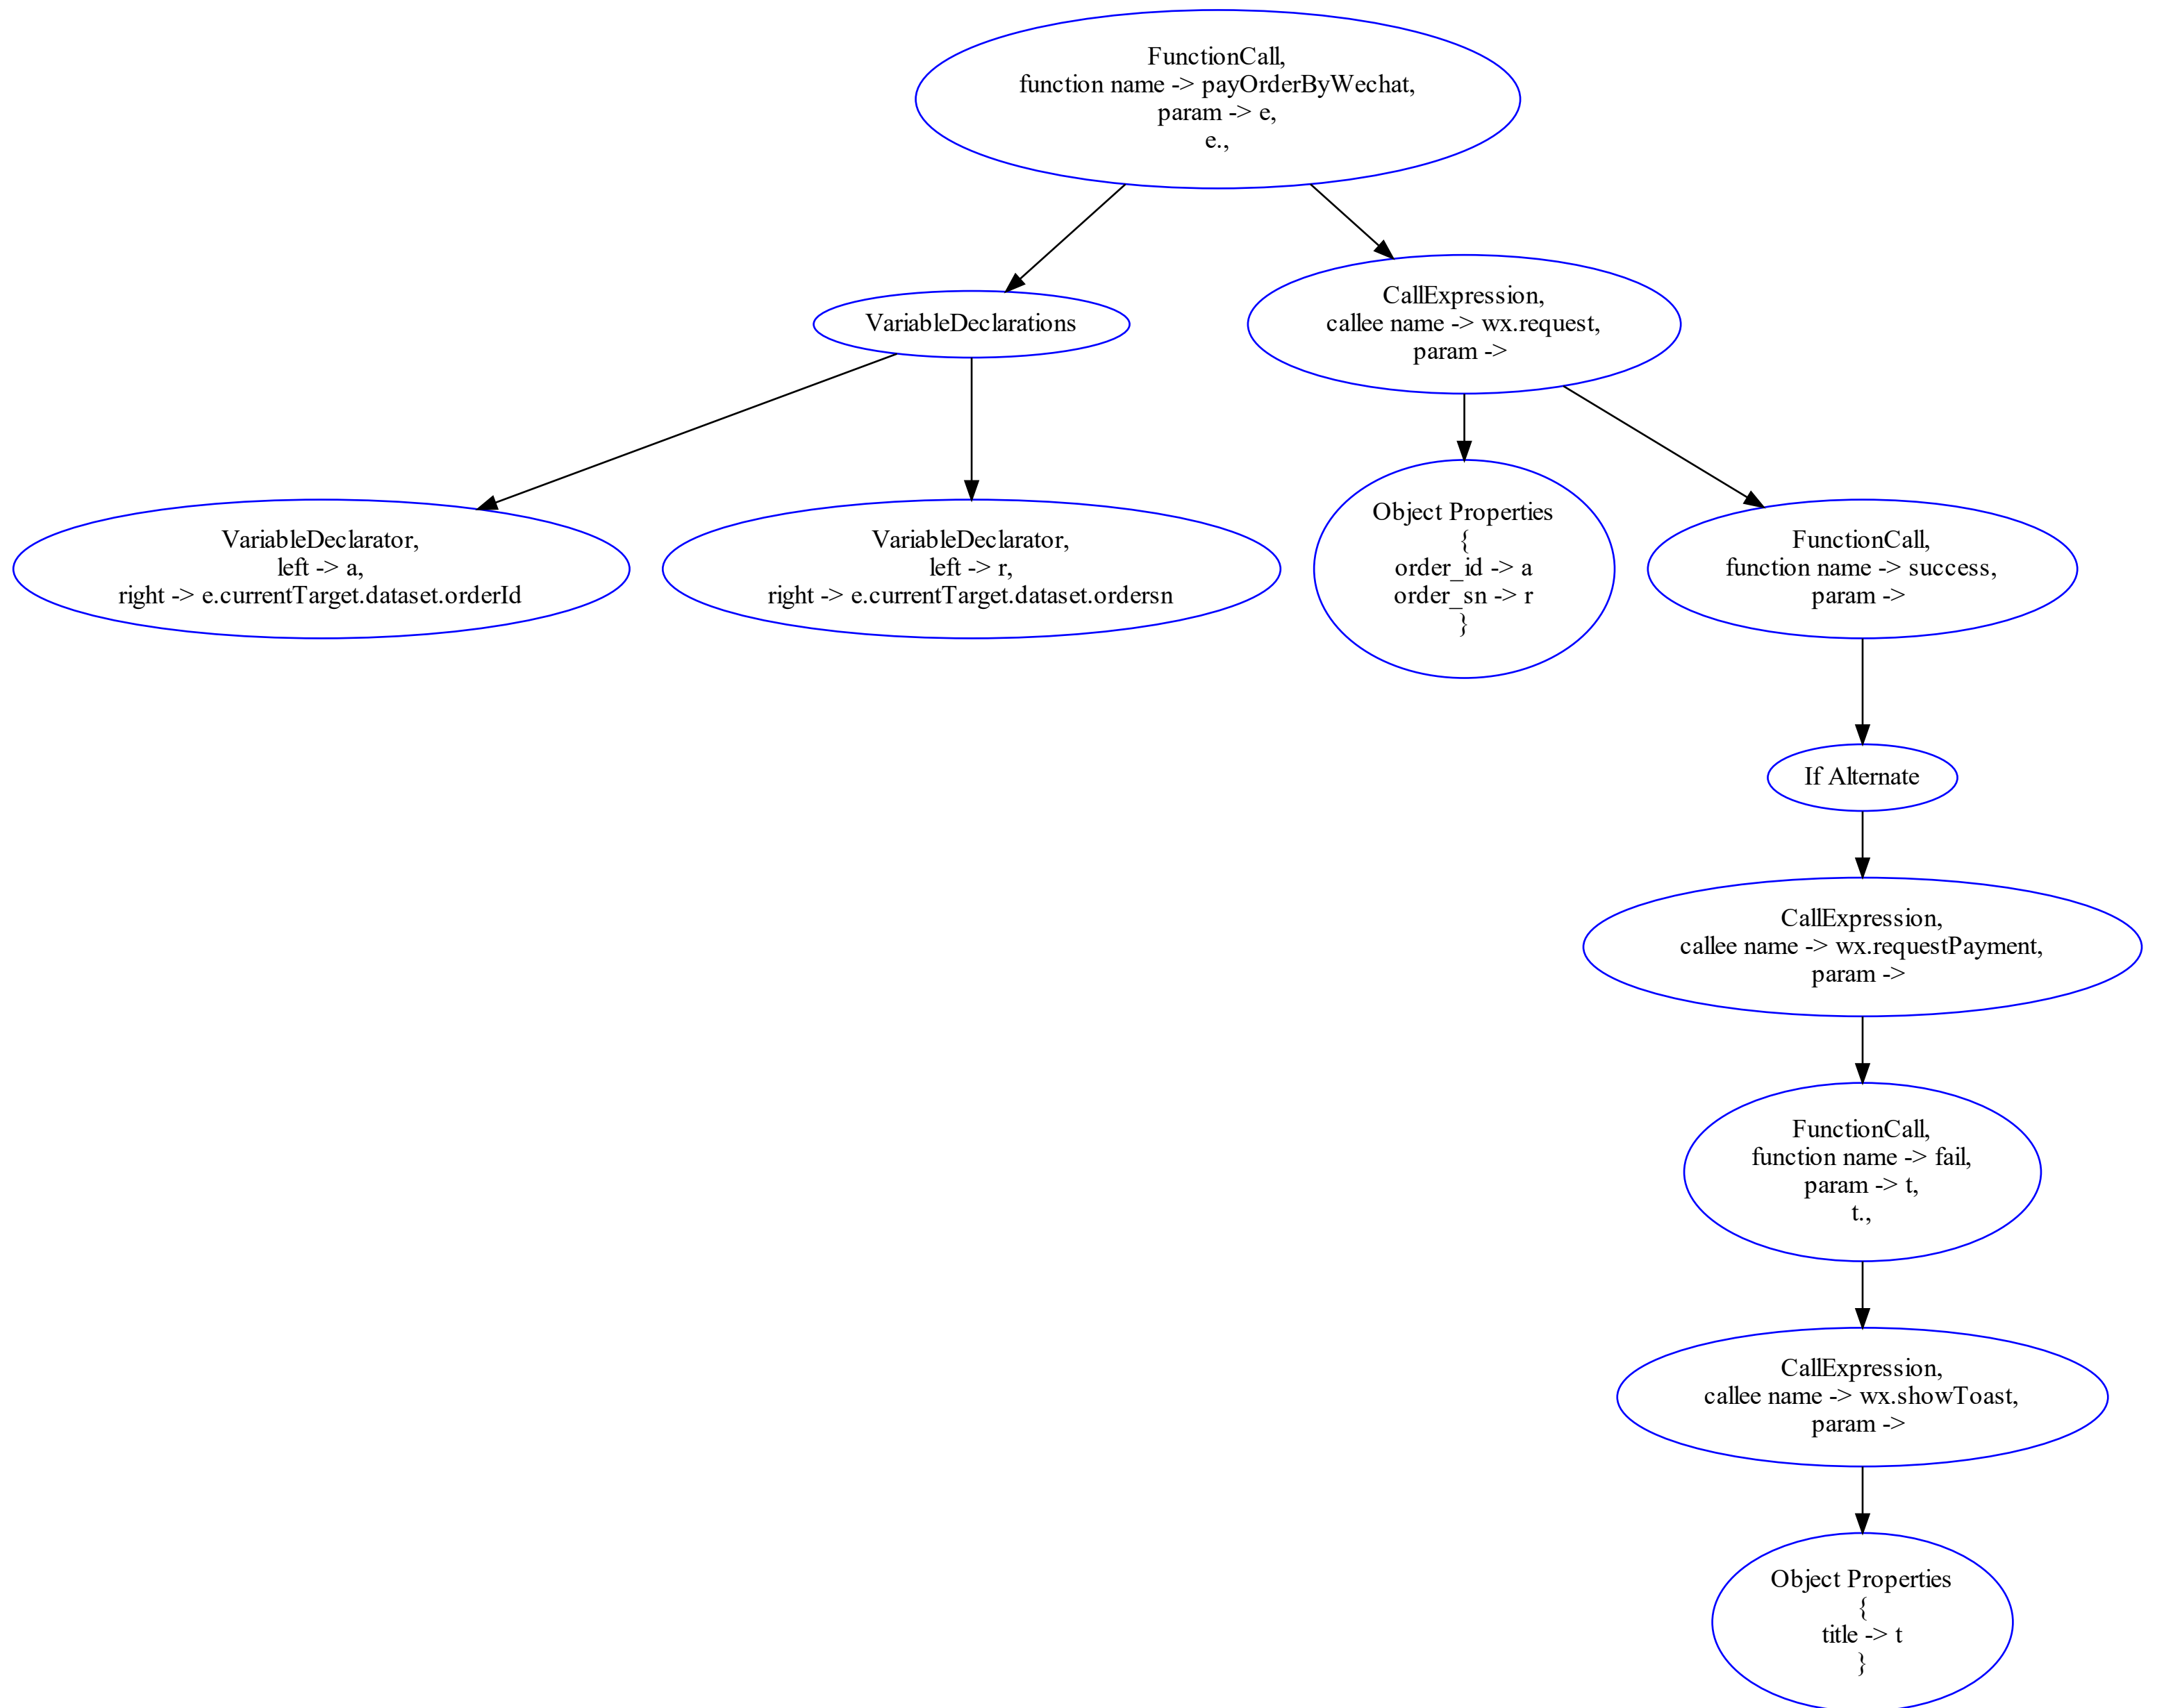 FunctionCall,
function name -> payOrderByWechat,
param -> e,
e.,
VariableDeclarations
CallExpression,
callee name -> wx.request,
param ->
VariableDeclarator,
left -> a,
right -> e.currentTarget.dataset.orderId
VariableDeclarator,
left -> r,
right -> e.currentTarget.dataset.ordersn
Object Properties
{
order_id -> a
order_sn -> r
}
FunctionCall,
function name -> success,
param ->
If Alternate
CallExpression,
callee name -> wx.requestPayment,
param ->
FunctionCall,
function name -> fail,
param -> t,
t.,
CallExpression,
callee name -> wx.showToast,
param ->
Object Properties
{
title -> t
}